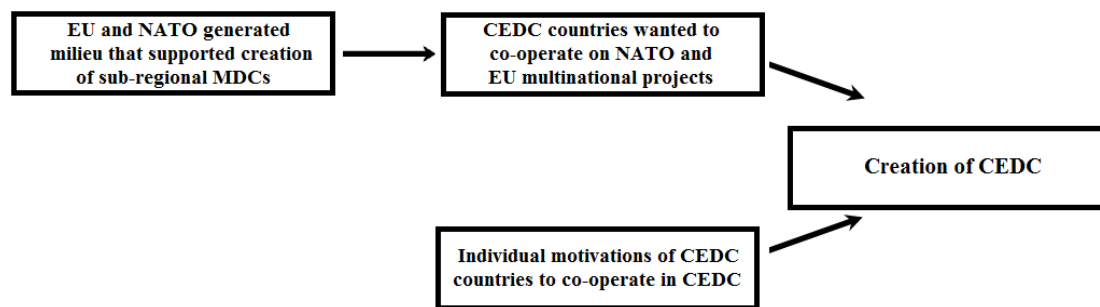 EU and NATO generated
milieu that supported creation
of sub-regional MDCs
CEDC countries wanted to
co-operate on NATO and
EU multinational projects
Creation of CEDC
Individual motivations of CEDC
countries to co-operate in CEDC